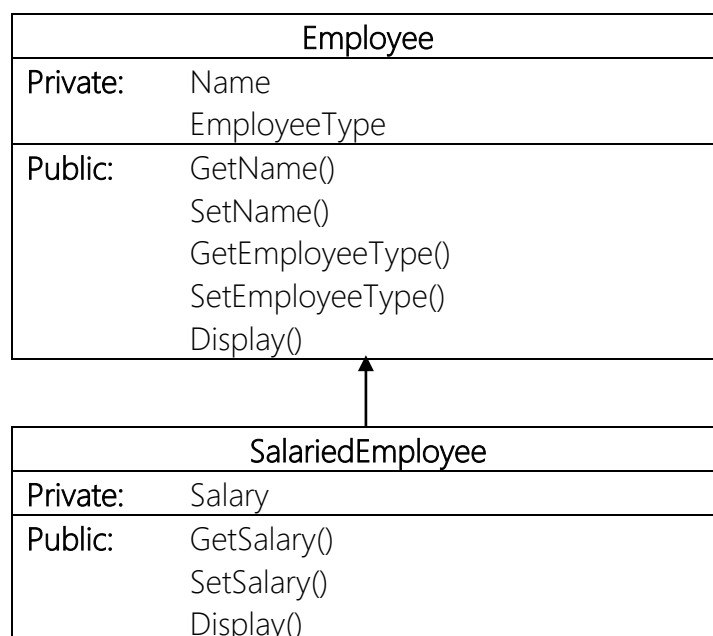 Employee
Private: Name
EmployeeType
Public: GetName()
SetName()
GetEmployeeType()
SetEmployeeType()
Display()
SalariedEmployee
Private: Salary
Public: GetSalary()
SetSalary()
Display()